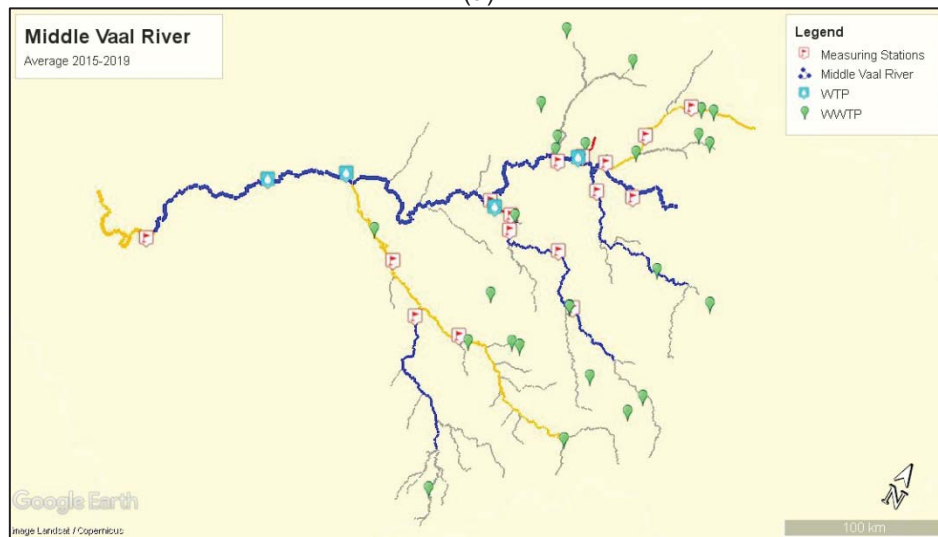 Middle Vaal River
Average 2015-2019
Legend
Measuring Stations
Middle Vaal River
WTP
WWTP
N
Google Earth
Image Landsat / Copernicus
100 km